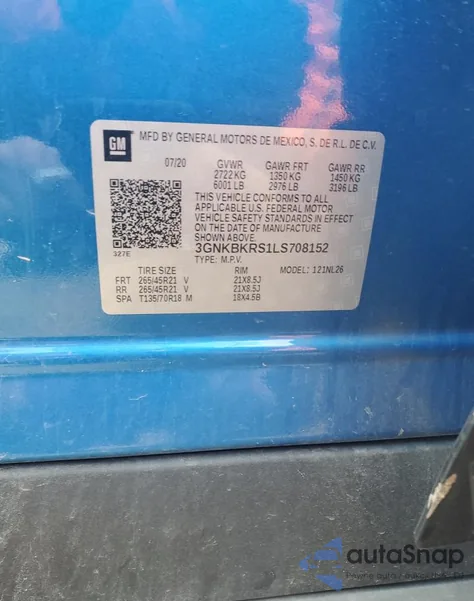 GM
MFD BY GENERAL MOTORS DE MEXICO, S. DE R.L. DE C.V.
07/20 GVWR GAWR FRT GAWR RR
2722 KG 1350 KG 1450 KG
6001 LB 2976 LB 3196 LB
THIS VEHICLE CONFORMS TO ALL
APPLICABLE U.S. FEDERAL MOTOR
VEHICLE SAFETY STANDARDS IN EFFECT
ON THE DATE OF MANUFACTURE
SHOWN ABOVE.
3GNKBKRS1LS708152
327E TYPE: M.P.V.
TIRE SIZE RIM MODEL: 121NL26
FRT 265/45R21 V 21X8.5J
RR 265/45R21 V 21X8.5J
SPA T135/70R18 M 18X4.5B
autaSnap